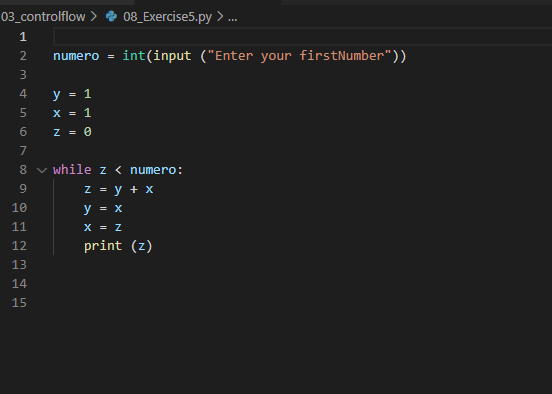 03_controlflow > 08_Exercise5.py > ...
1
2 numero = int(input ("Enter your firstNumber"))
3
4 y = 1
5 x = 1
6 z = 0
7
8 while z < numero:
9 z = y + x
10 y = x
11 x = z
12 print (z)
13
14
15